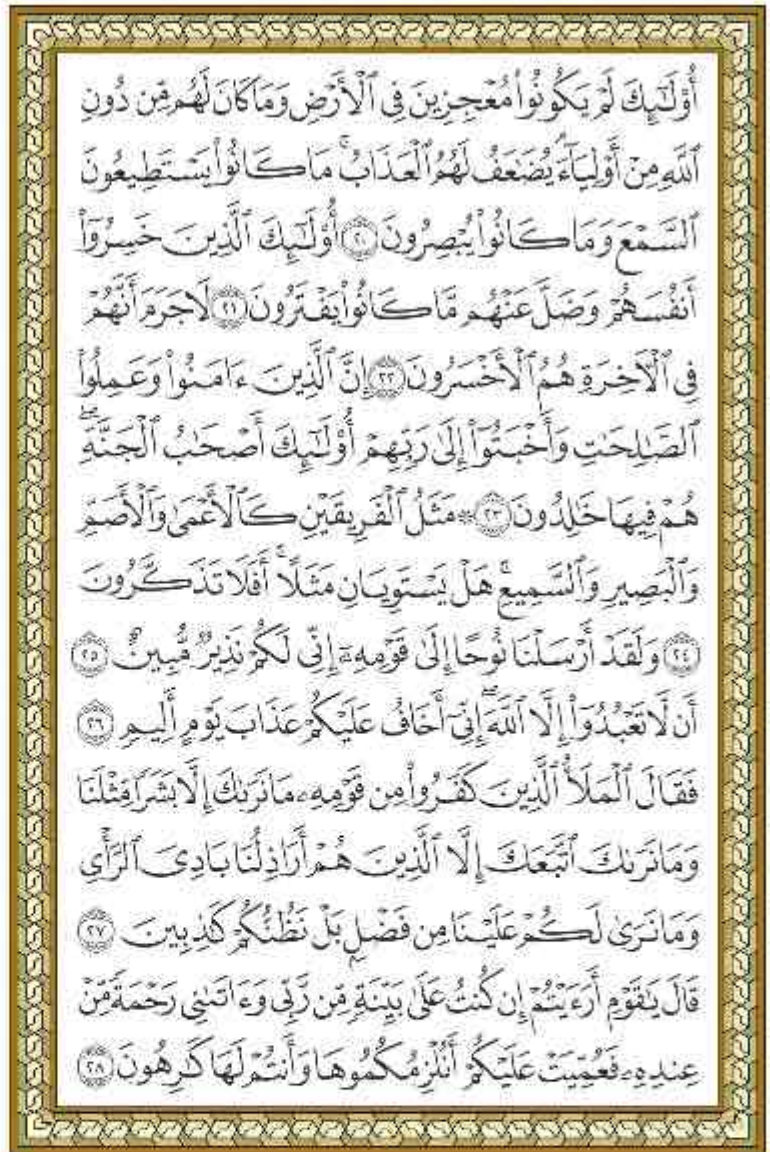 أُوْلَـٰٓئِكَ لَمْ يَكُونُوا۟ مُعْجِزِينَ فِى ٱلْأَرْضِ وَمَا كَانَ لَهُم مِّن دُونِ
ٱللَّهِ مِنْ أَوْلِيَآءَ ۘ يُضَـٰعَفُ لَهُمُ ٱلْعَذَابُ ۚ مَا كَانُوا۟ يَسْتَطِيعُونَ
ٱلسَّمْعَ وَمَا كَانُوا۟ يُبْصِرُونَ ﴿٢٠﴾ أُو۟لَـٰٓئِكَ ٱلَّذِينَ خَسِرُوٓا۟
أَنفُسَهُمْ وَضَلَّ عَنْهُم مَّا كَانُوا۟ يَفْتَرُونَ ﴿٢١﴾ لَا جَرَمَ أَنَّهُمْ
فِى ٱلْـَٔاخِرَةِ هُمُ ٱلْأَخْسَرُونَ ﴿٢٢﴾ إِنَّ ٱلَّذِينَ ءَامَنُوا۟ وَعَمِلُوا۟
ٱلصَّـٰلِحَـٰتِ وَأَخْبَتُوٓا۟ إِلَىٰ رَبِّهِمْ أُو۟لَـٰٓئِكَ أَصْحَـٰبُ ٱلْجَنَّةِ ۖ
هُمْ فِيهَا خَـٰلِدُونَ ﴿٢٣﴾ ۞ مَثَلُ ٱلْفَرِيقَيْنِ كَٱلْأَعْمَىٰ وَٱلْأَصَمِّ
وَٱلْبَصِيرِ وَٱلسَّمِيعِ ۚ هَلْ يَسْتَوِيَانِ مَثَلًا ۚ أَفَلَا تَذَكَّرُونَ
﴿٢٤﴾ وَلَقَدْ أَرْسَلْنَا نُوحًا إِلَىٰ قَوْمِهِۦٓ إِنِّى لَكُمْ نَذِيرٌ مُّبِينٌ ﴿٢٥﴾
أَن لَّا تَعْبُدُوٓا۟ إِلَّا ٱللَّهَ ۖ إِنِّىٓ أَخَافُ عَلَيْكُمْ عَذَابَ يَوْمٍ أَلِيمٍ ﴿٢٦﴾
فَقَالَ ٱلْمَلَأُ ٱلَّذِينَ كَفَرُوا۟ مِن قَوْمِهِۦ مَا نَرَىٰكَ إِلَّا بَشَرًا مِّثْلَنَا
وَمَا نَرَىٰكَ ٱتَّبَعَكَ إِلَّا ٱلَّذِينَ هُمْ أَرَاذِلُنَا بَادِىَ ٱلرَّأْىِ
وَمَا نَرَىٰ لَكُمْ عَلَيْنَا مِن فَضْلٍۭ بَلْ نَظُنُّكُمْ كَـٰذِبِينَ ﴿٢٧﴾
قَالَ يَـٰقَوْمِ أَرَءَيْتُمْ إِن كُنتُ عَلَىٰ بَيِّنَةٍ مِّن رَّبِّى وَءَاتَىٰنِى رَحْمَةً مِّنْ
عِندِهِۦ فَعُمِّيَتْ عَلَيْكُمْ أَنُلْزِمُكُمُوهَا وَأَنتُمْ لَهَا كَـٰرِهُونَ ﴿٢٨﴾